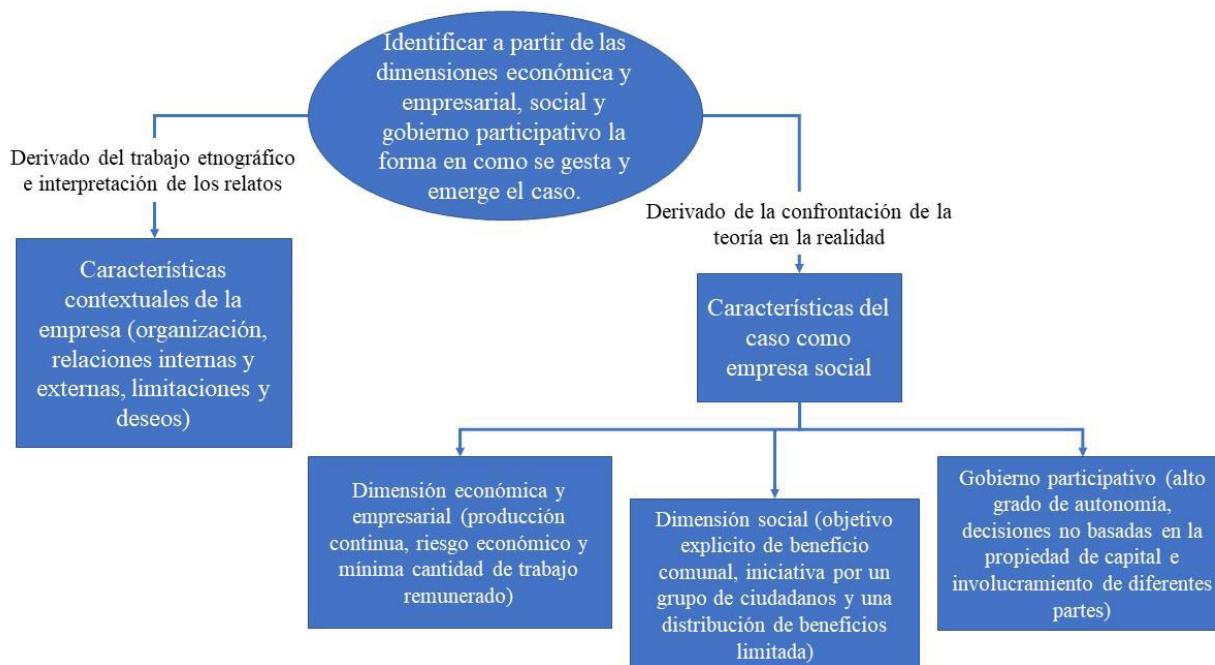 Identificar a partir de las
dimensiones económica y
empresarial, social y
gobierno participativo la
forma en como se gesta y
emerge el caso.
Derivado del trabajo etnográfico
e interpretación de los relatos
Derivado de la confrontación de la
teoría en la realidad
Características
contextuales de la
empresa (organización,
relaciones internas y
externas, limitaciones y
deseos)
Características del
caso como
empresa social
Dimensión económica y
empresarial (producción
continua, riesgo económico y
mínima cantidad de trabajo
remunerado)
Dimensión social (objetivo
explicito de beneficio
comunal, iniciativa por un
grupo de ciudadanos y una
distribución de beneficios
limitada)
Gobierno participativo (alto
grado de autonomía,
decisiones no basadas en la
propiedad de capital e
involucramiento de diferentes
partes)